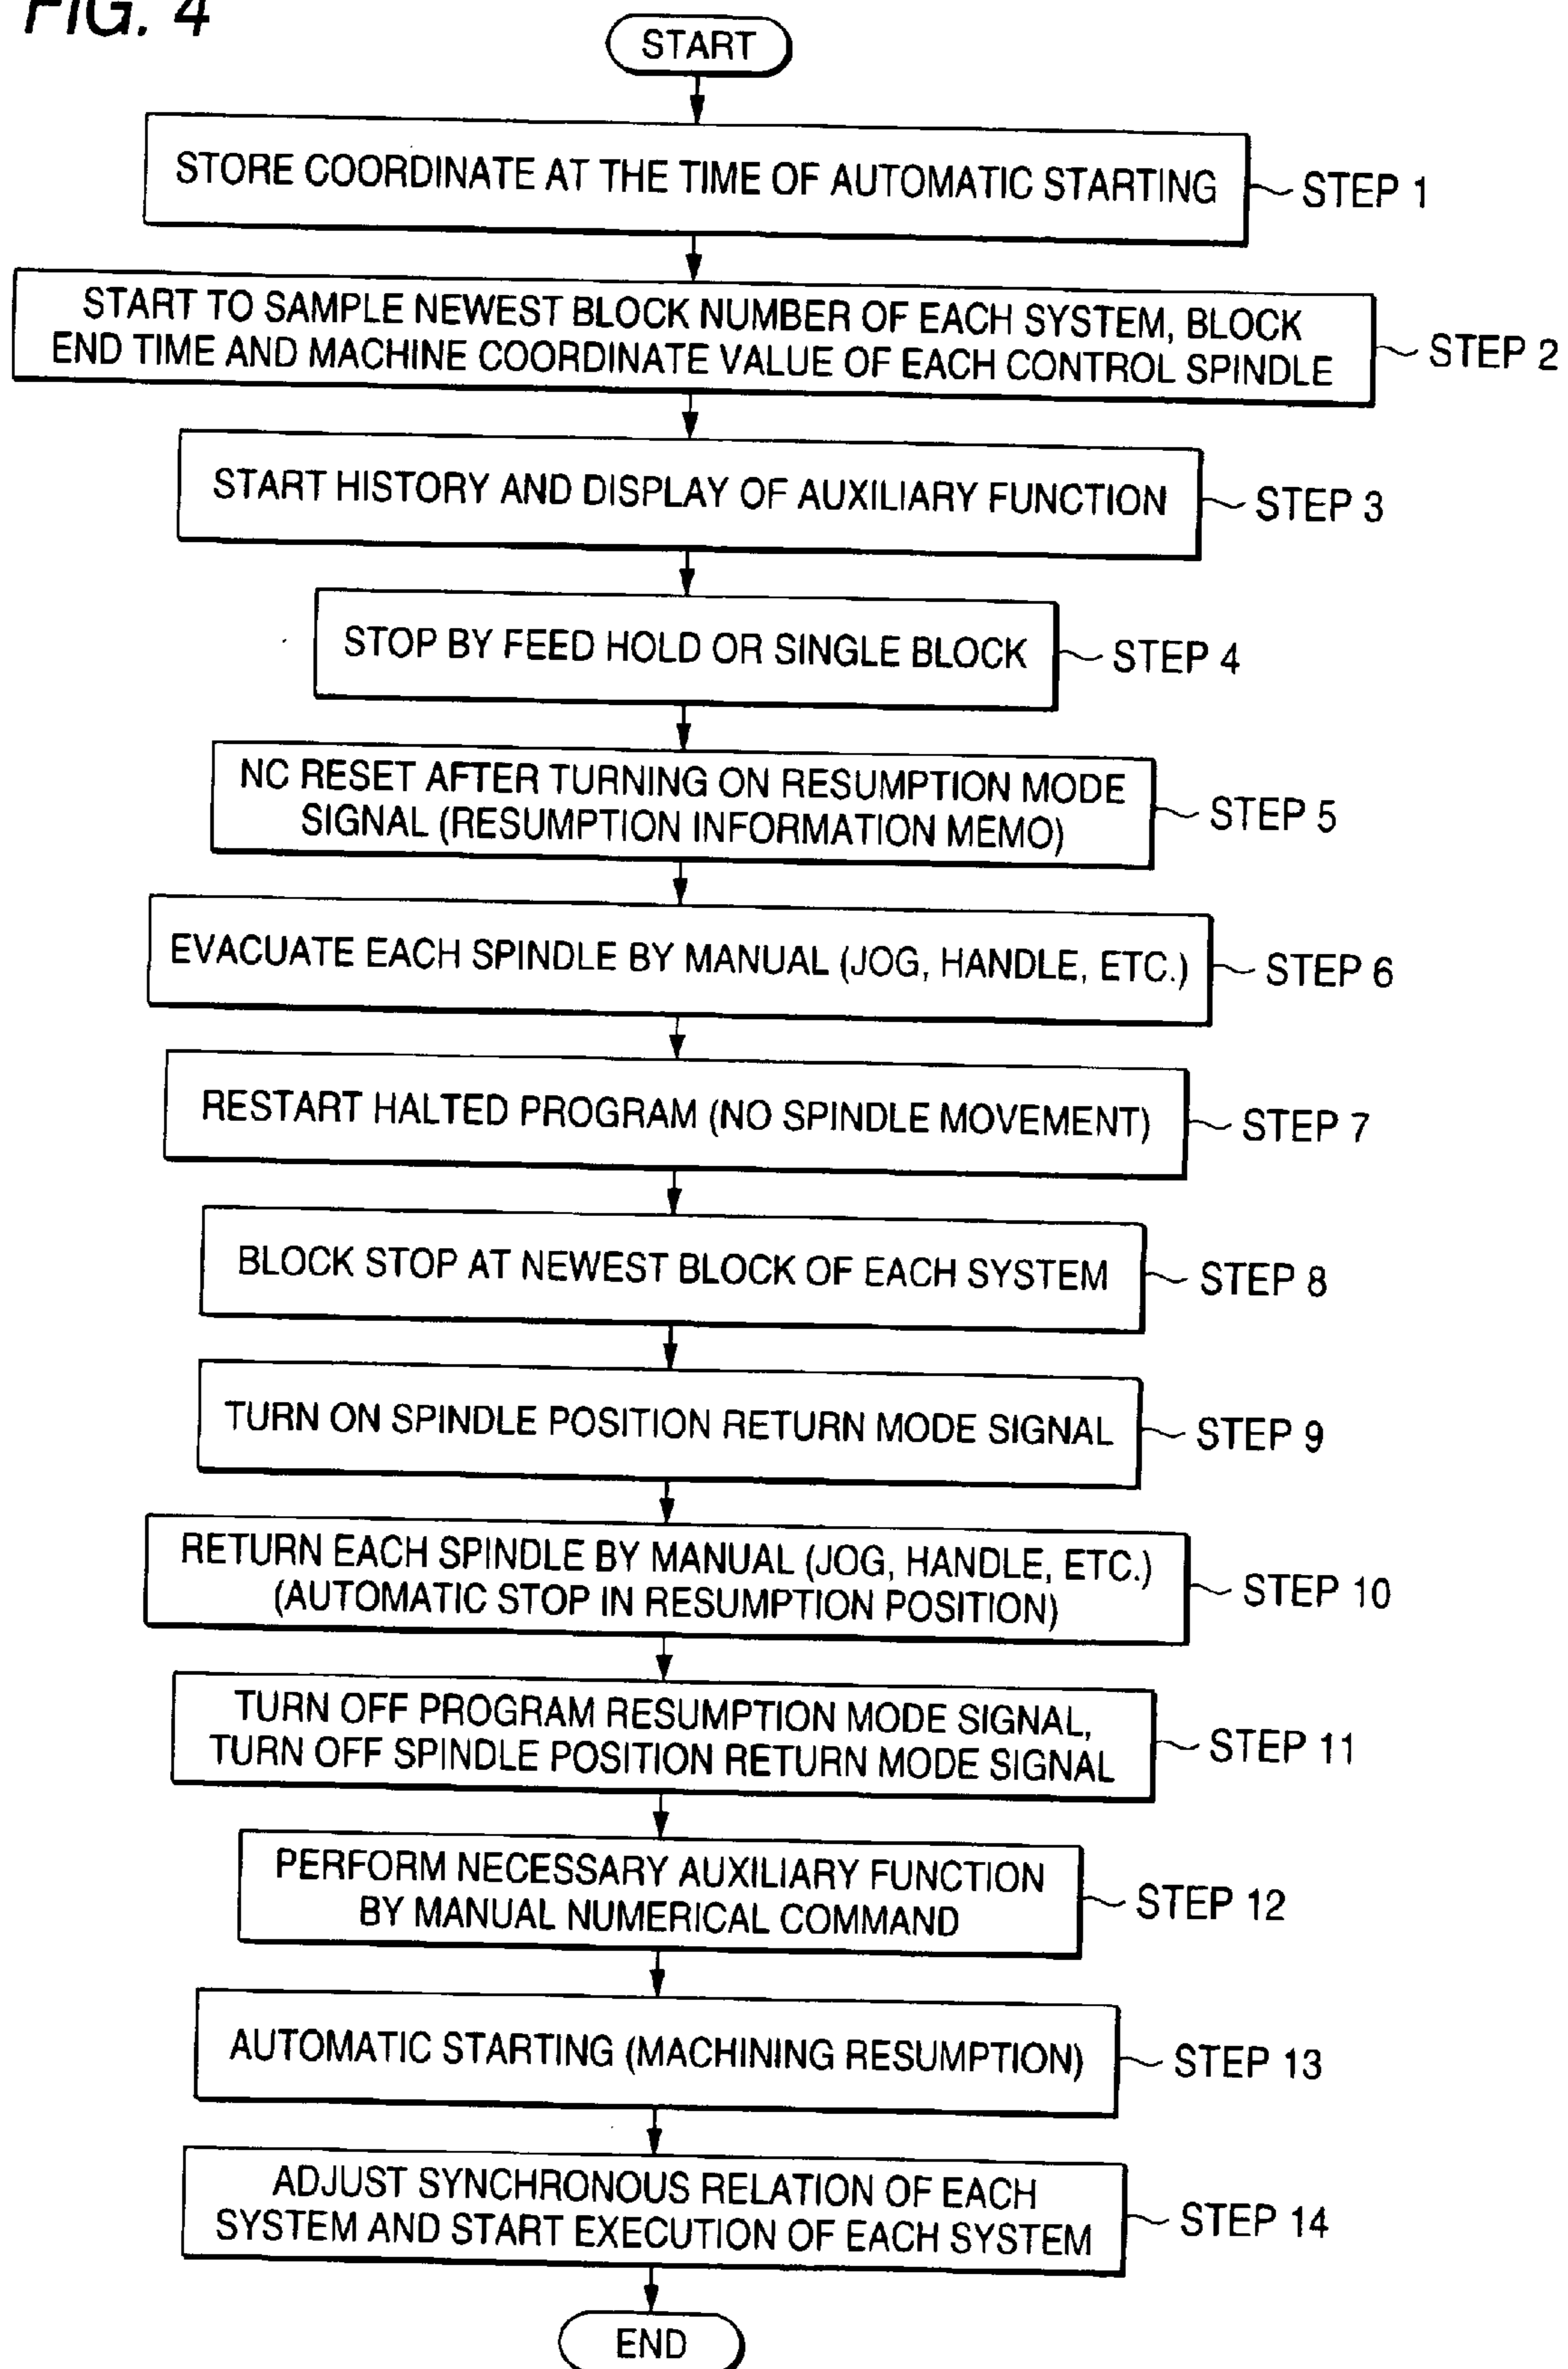 FIG. 4
START
STORE COORDINATE AT THE TIME OF AUTOMATIC STARTING
STEP 1
START TO SAMPLE NEWEST BLOCK NUMBER OF EACH SYSTEM, BLOCK
END TIME AND MACHINE COORDINATE VALUE OF EACH CONTROL SPINDLE
STEP 2
START HISTORY AND DISPLAY OF AUXILIARY FUNCTION
STEP 3
STOP BY FEED HOLD OR SINGLE BLOCK
STEP 4
NC RESET AFTER TURNING ON RESUMPTION MODE
SIGNAL (RESUMPTION INFORMATION MEMO)
STEP 5
EVACUATE EACH SPINDLE BY MANUAL (JOG, HANDLE, ETC.)
STEP 6
RESTART HALTED PROGRAM (NO SPINDLE MOVEMENT)
STEP 7
BLOCK STOP AT NEWEST BLOCK OF EACH SYSTEM
STEP 8
TURN ON SPINDLE POSITION RETURN MODE SIGNAL
STEP 9
RETURN EACH SPINDLE BY MANUAL (JOG, HANDLE, ETC.)
(AUTOMATIC STOP IN RESUMPTION POSITION)
STEP 10
TURN OFF PROGRAM RESUMPTION MODE SIGNAL,
TURN OFF SPINDLE POSITION RETURN MODE SIGNAL
STEP 11
PERFORM NECESSARY AUXILIARY FUNCTION
BY MANUAL NUMERICAL COMMAND
STEP 12
AUTOMATIC STARTING (MACHINING RESUMPTION)
STEP 13
ADJUST SYNCHRONOUS RELATION OF EACH
SYSTEM AND START EXECUTION OF EACH SYSTEM
STEP 14
END